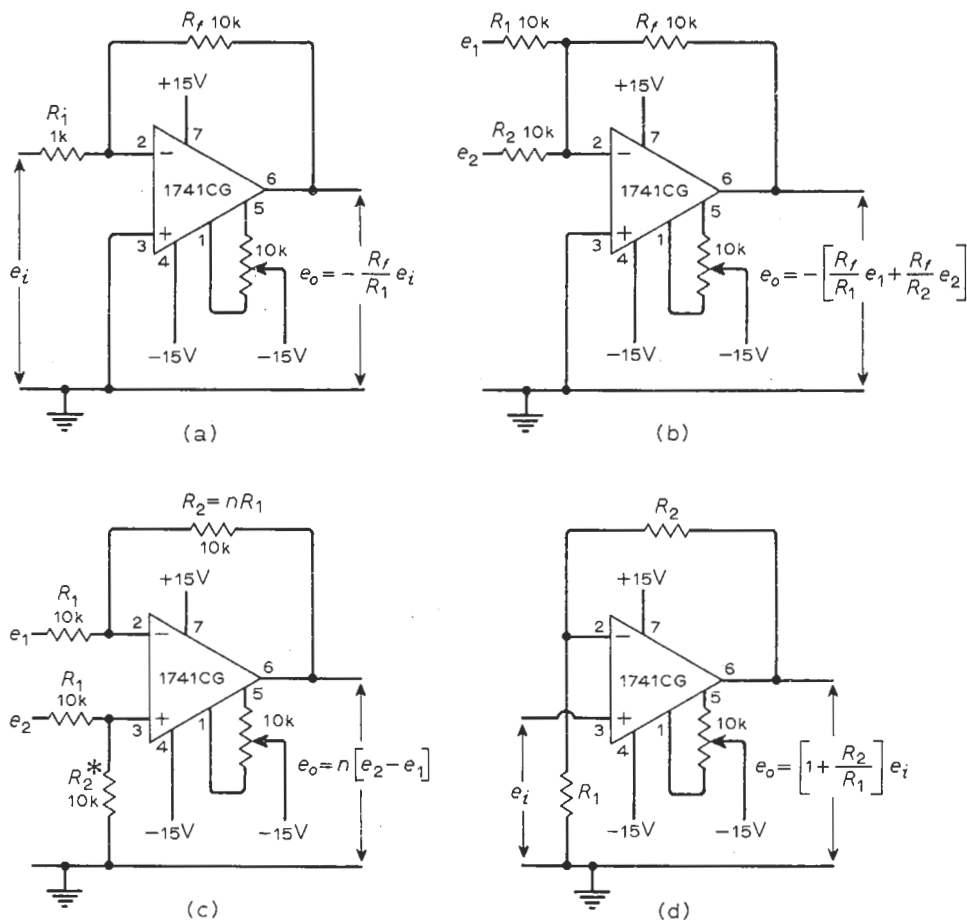 R_f 10k
+15V
R_i
1k
2
−
7
1741CG
6
5
3
+
4
1
10k
e_i
e_o = − R_f/R_1 e_i
−15V
−15V
(a)
e_1
R_1 10k
R_f 10k
+15V
e_2
R_2 10k
2
−
7
1741CG
6
5
3
+
4
1
10k
e_o = − [R_f/R_1 e_1 + R_f/R_2 e_2]
−15V
−15V
(b)
R_2 = nR_1
10k
+15V
R_1
10k
e_1
2
−
7
1741CG
6
5
R_1
10k
e_2
3
+
4
1
10k
R_2*
10k
e_o = n[e_2 − e_1]
−15V
−15V
(c)
R_2
+15V
2
−
7
1741CG
6
5
3
+
4
1
10k
e_i
R_1
e_o = [1 + R_2/R_1] e_i
−15V
−15V
(d)